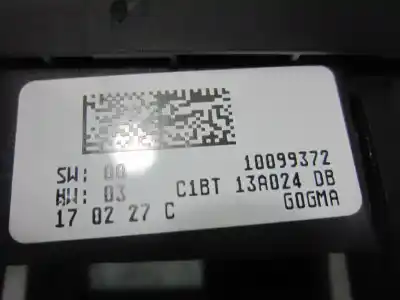 SW: 00 10099372
HW: 03 C1BT 13A024 DB
17 02 27 C GOGMA